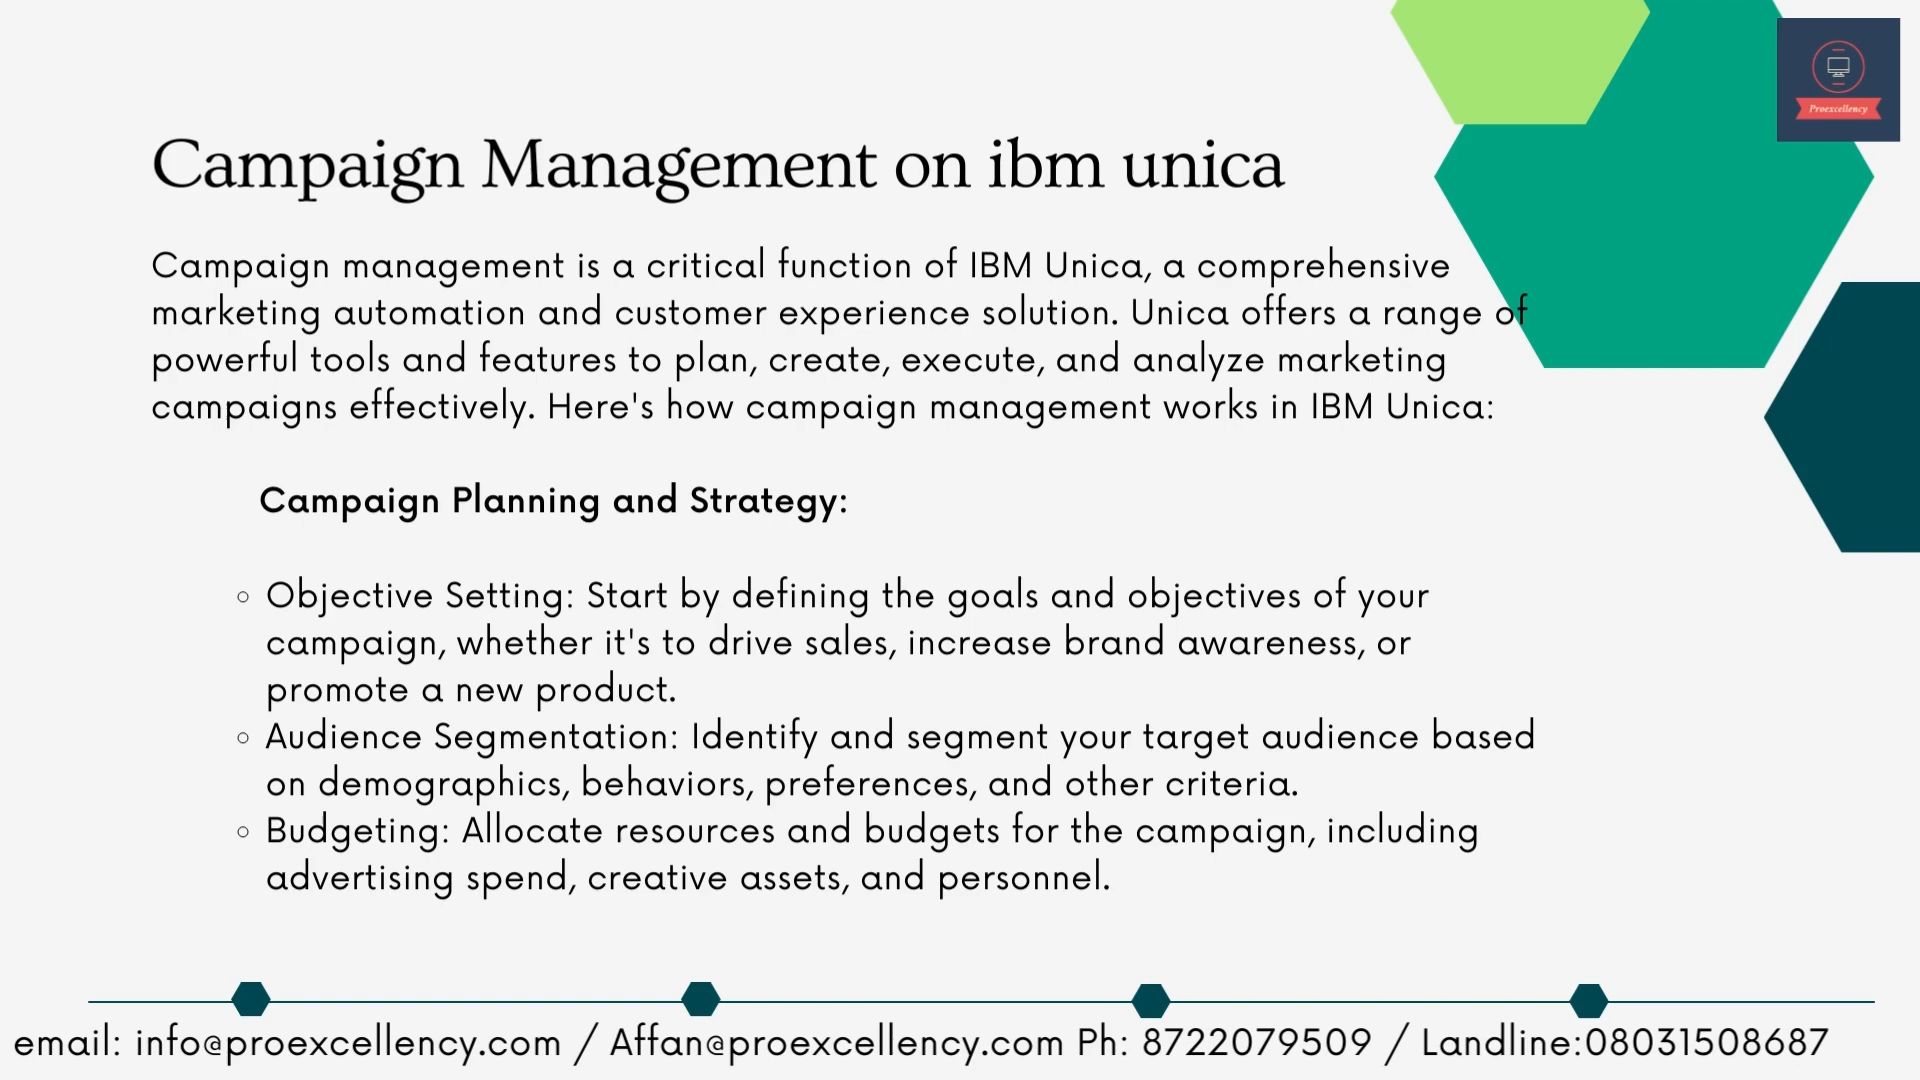 Proexcellency
Campaign Management on ibm unica
Campaign management is a critical function of IBM Unica, a comprehensive
marketing automation and customer experience solution. Unica offers a range of
powerful tools and features to plan, create, execute, and analyze marketing
campaigns effectively. Here's how campaign management works in IBM Unica:
Campaign Planning and Strategy:
Objective Setting: Start by defining the goals and objectives of your
campaign, whether it's to drive sales, increase brand awareness, or
promote a new product.
Audience Segmentation: Identify and segment your target audience based
on demographics, behaviors, preferences, and other criteria.
Budgeting: Allocate resources and budgets for the campaign, including
advertising spend, creative assets, and personnel.
email: info@proexcellency.com / Affan@proexcellency.com Ph: 8722079509 / Landline:08031508687